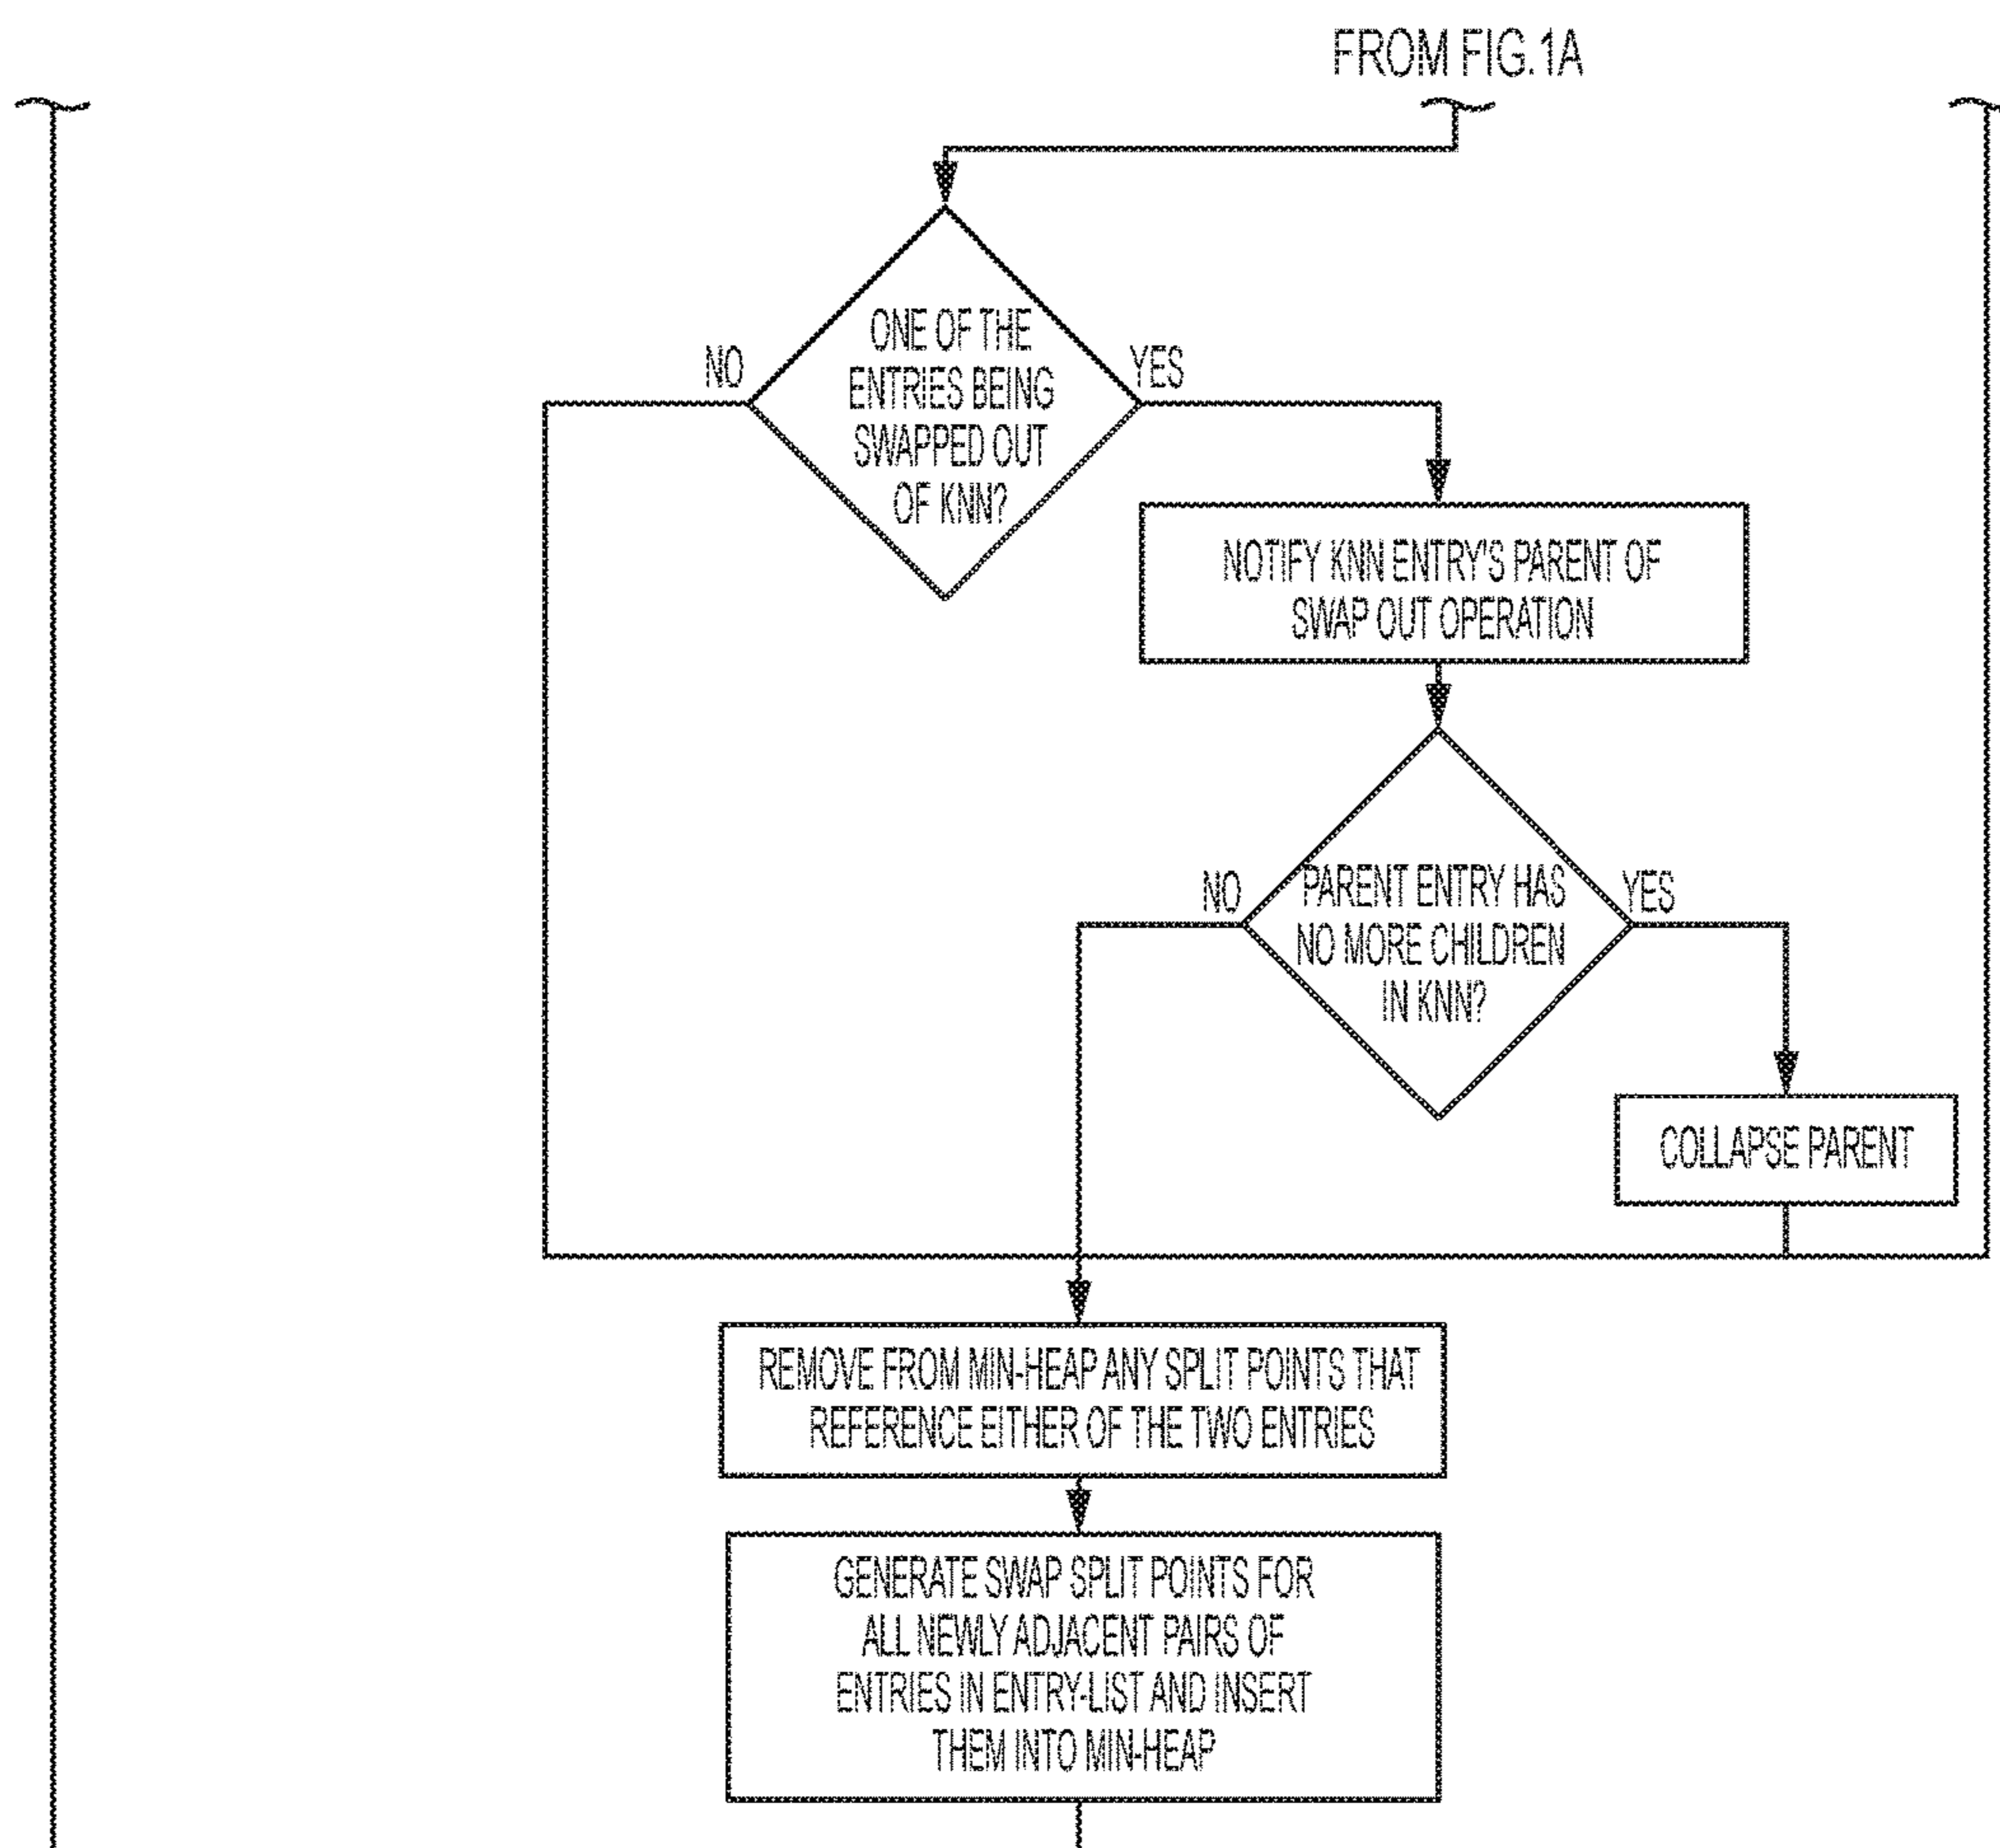 FROM FIG.1A
ONE OF THE
ENTRIES BEING
SWAPPED OUT
OF KNN?
NO
YES
NOTIFY KNN ENTRY'S PARENT OF
SWAP OUT OPERATION
PARENT ENTRY HAS
NO MORE CHILDREN
IN KNN?
NO
YES
COLLAPSE PARENT
REMOVE FROM MIN-HEAP ANY SPLIT POINTS THAT
REFERENCE EITHER OF THE TWO ENTRIES
GENERATE SWAP SPLIT POINTS FOR
ALL NEWLY ADJACENT PAIRS OF
ENTRIES IN ENTRY-LIST AND INSERT
THEM INTO MIN-HEAP